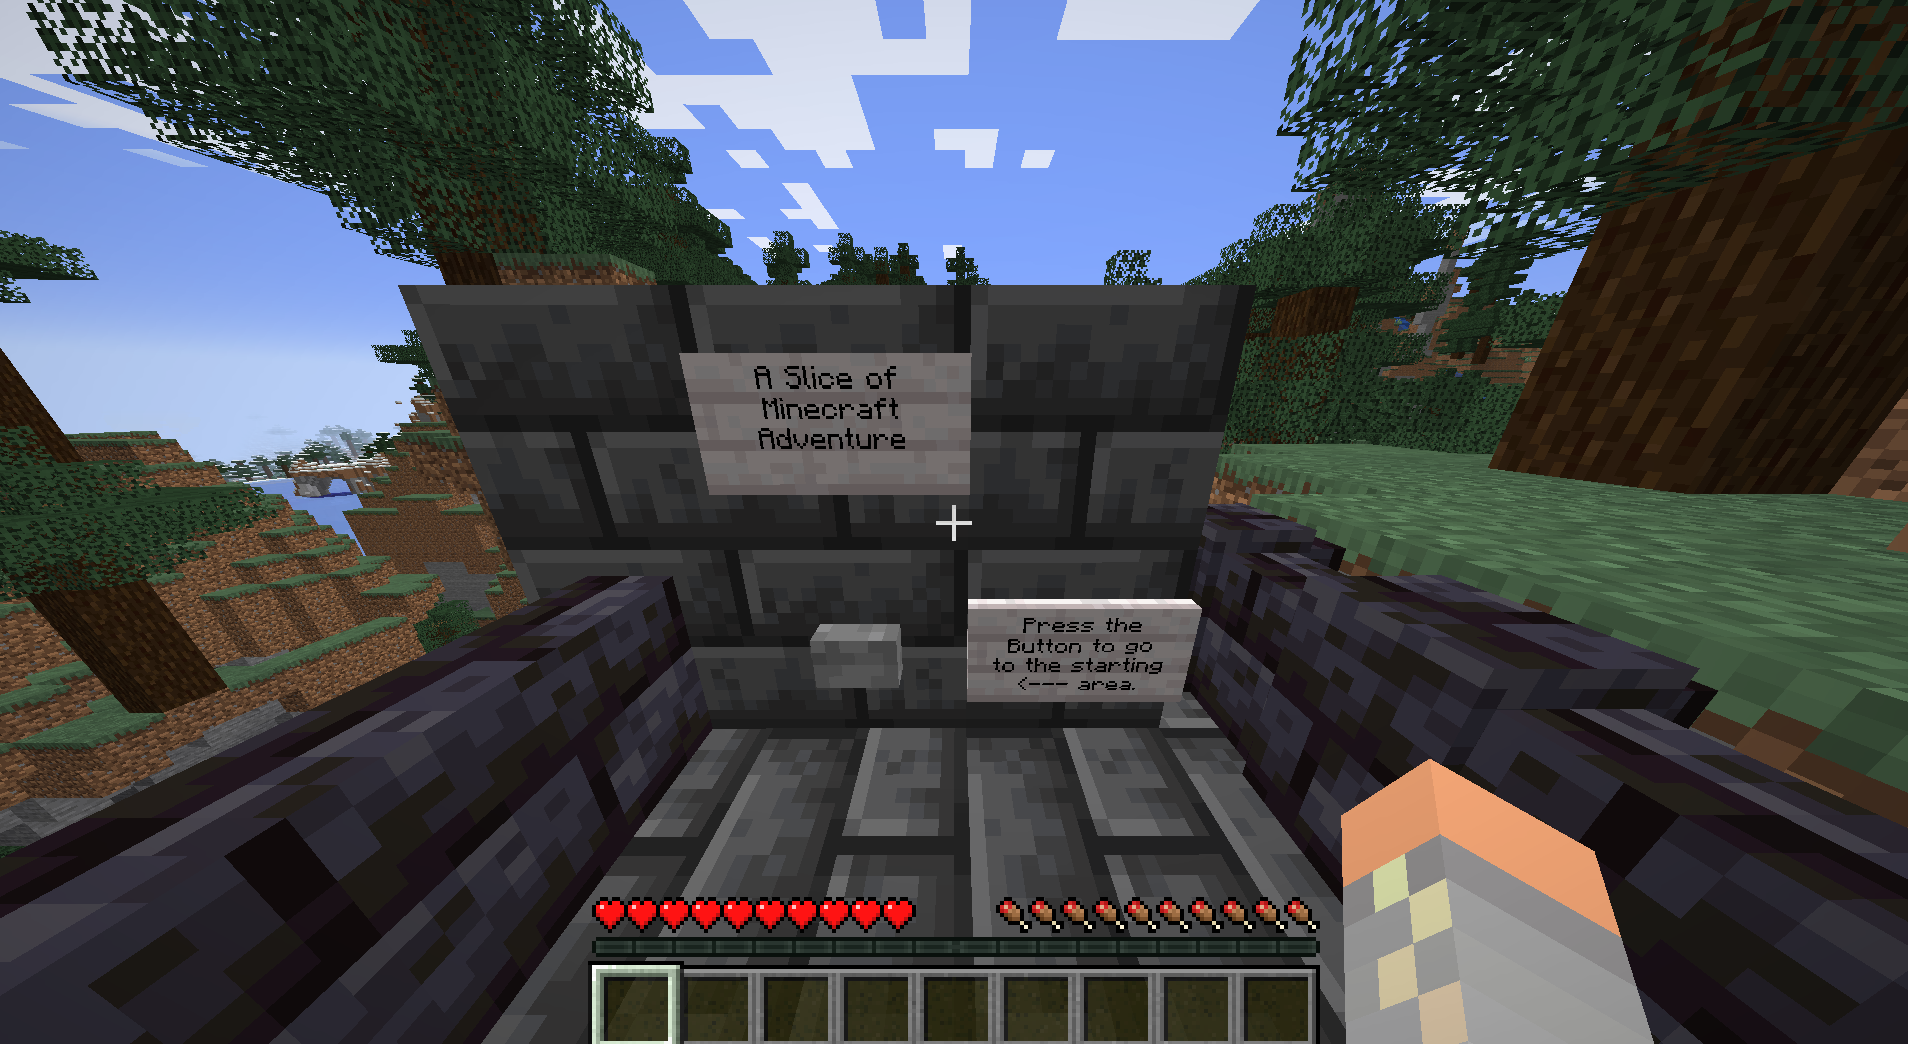 A Slice of
Minecraft
Adventure
Press the
Button to go
to the starting
<--- area.